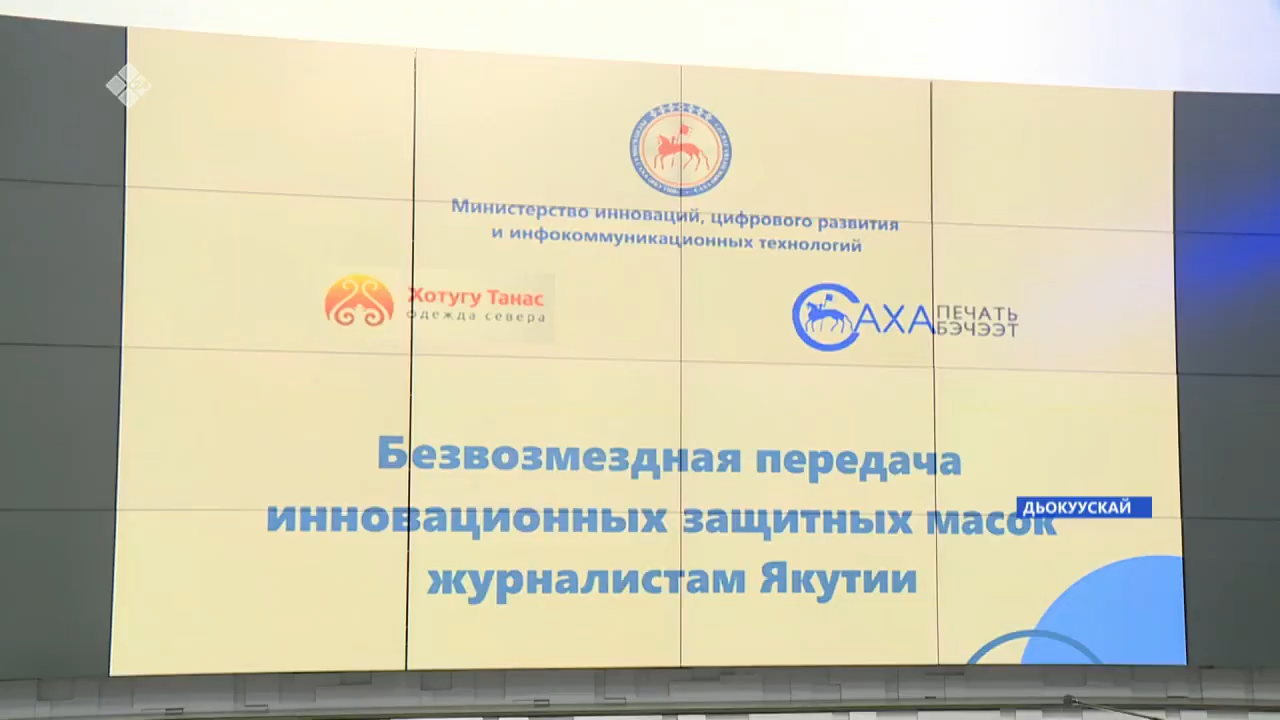 Министерство инноваций, цифрового развития
и инфокоммуникационных технологий
Хотугу Танас
одежда севера
САХА ПЕЧАТЬ
БЭЧЭЭТ
Безвозмездная передача
инновационных защитных масок
журналистам Якутии
ДЬОКУУСКАЙ